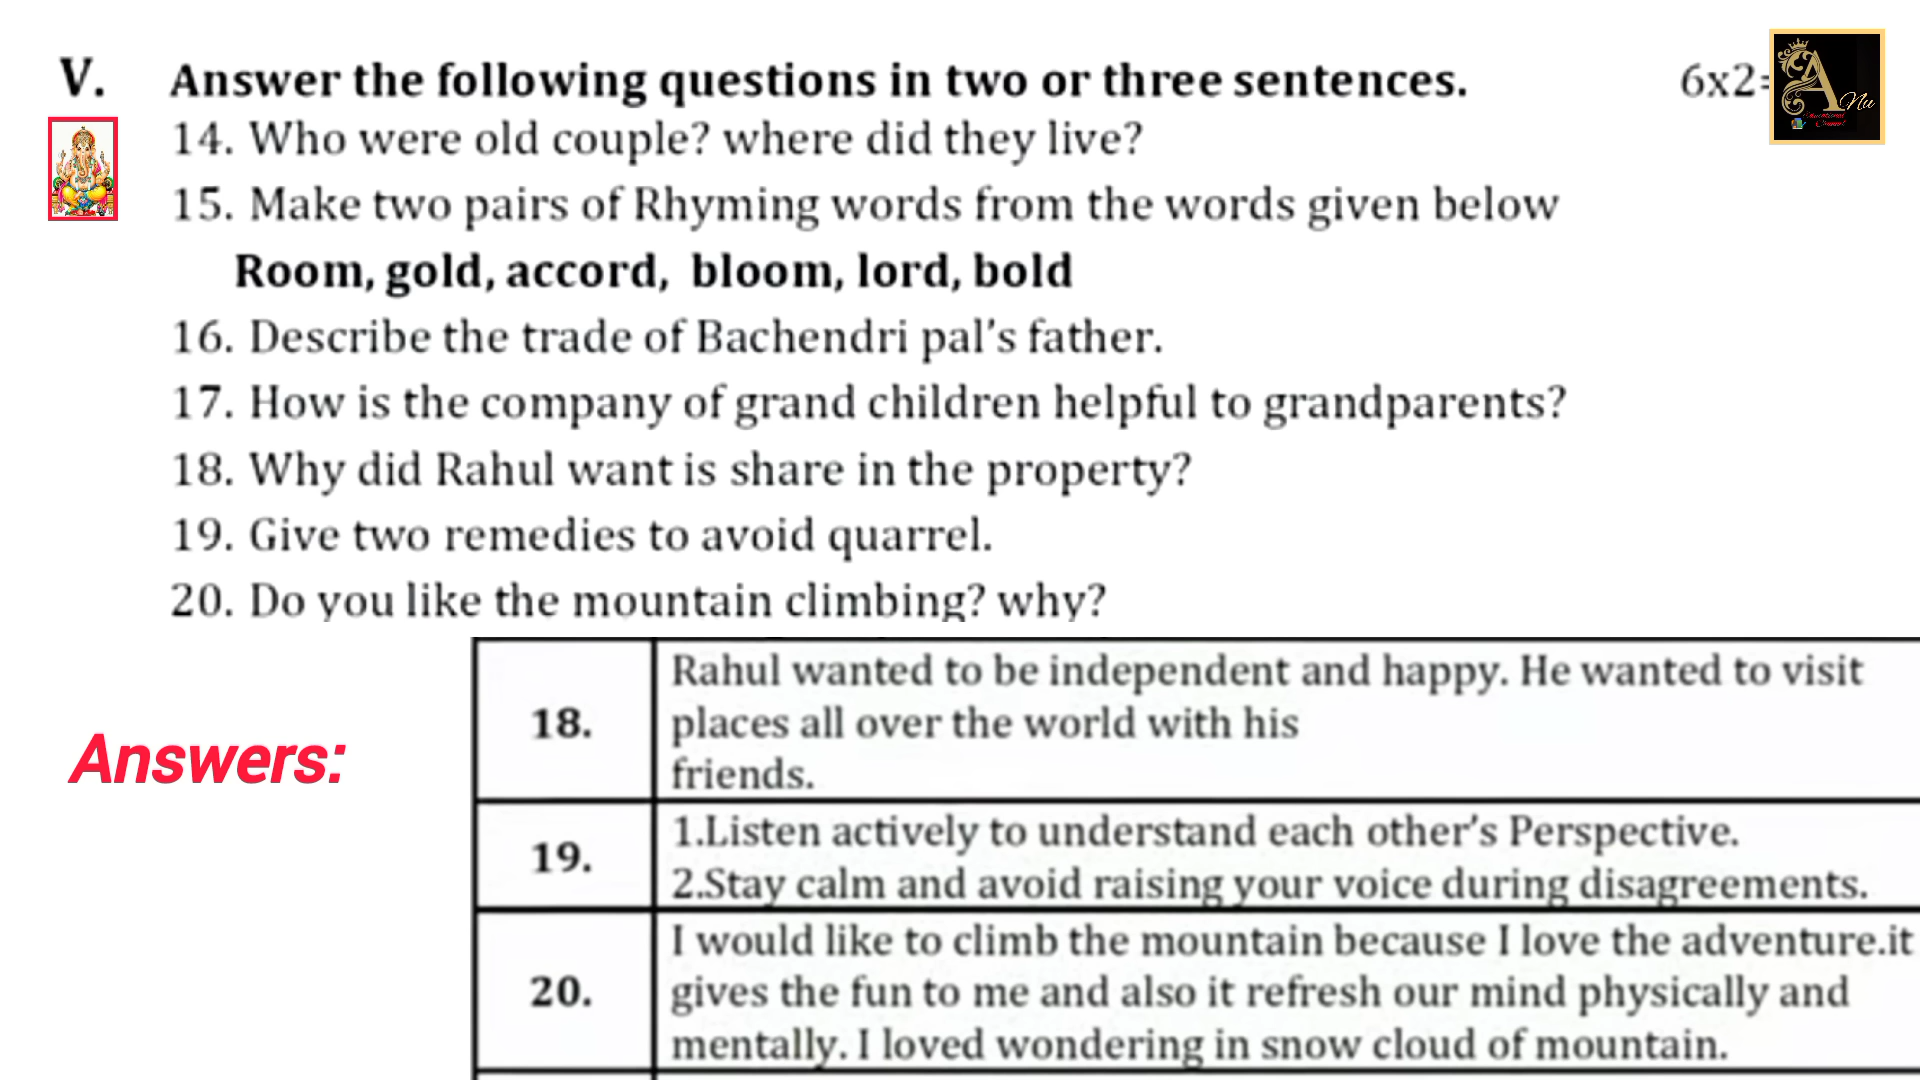 V. Answer the following questions in two or three sentences. 6x2=
14. Who were old couple? where did they live?
15. Make two pairs of Rhyming words from the words given below
Room, gold, accord, bloom, lord, bold
16. Describe the trade of Bachendri pal's father.
17. How is the company of grand children helpful to grandparents?
18. Why did Rahul want is share in the property?
19. Give two remedies to avoid quarrel.
20. Do you like the mountain climbing? why?
Answers:
18. Rahul wanted to be independent and happy. He wanted to visit
places all over the world with his
friends.
19. 1.Listen actively to understand each other's Perspective.
2.Stay calm and avoid raising your voice during disagreements.
20. I would like to climb the mountain because I love the adventure.it
gives the fun to me and also it refresh our mind physically and
mentally. I loved wondering in snow cloud of mountain.
A Nu
Educational
Channel